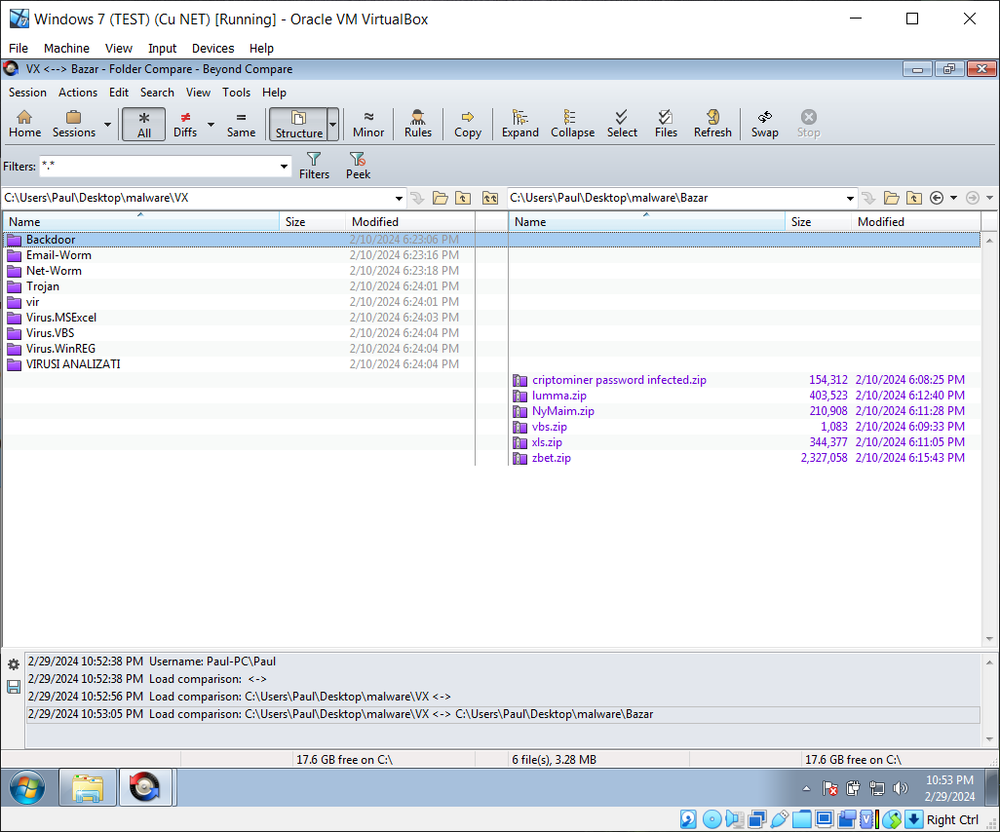 Windows 7 (TEST) (Cu NET) [Running] - Oracle VM VirtualBox
File Machine View Input Devices Help
VX <--> Bazar - Folder Compare - Beyond Compare
Session Actions Edit Search View Tools Help
Home Sessions All Diffs Same Structure Minor Rules Copy Expand Collapse Select Files Refresh Swap Stop
Filters: *.* Filters Peek
C:\Users\Paul\Desktop\malware\VX C:\Users\Paul\Desktop\malware\Bazar
Name Size Modified Name Size Modified
Backdoor 2/10/2024 6:23:06 PM
Email-Worm 2/10/2024 6:23:16 PM
Net-Worm 2/10/2024 6:23:18 PM
Trojan 2/10/2024 6:24:01 PM
vir 2/10/2024 6:24:01 PM
Virus.MSExcel 2/10/2024 6:24:03 PM
Virus.VBS 2/10/2024 6:24:04 PM
Virus.WinREG 2/10/2024 6:24:04 PM
VIRUSI ANALIZATI 2/10/2024 6:24:04 PM
criptominer password infected.zip 154,312 2/10/2024 6:08:25 PM
lumma.zip 403,523 2/10/2024 6:12:40 PM
NyMaim.zip 210,908 2/10/2024 6:11:28 PM
vbs.zip 1,083 2/10/2024 6:09:33 PM
xls.zip 344,377 2/10/2024 6:11:05 PM
zbet.zip 2,327,058 2/10/2024 6:15:43 PM
2/29/2024 10:52:38 PM Username: Paul-PC\Paul
2/29/2024 10:52:38 PM Load comparison: <->
2/29/2024 10:52:56 PM Load comparison: C:\Users\Paul\Desktop\malware\VX <->
2/29/2024 10:53:05 PM Load comparison: C:\Users\Paul\Desktop\malware\VX <-> C:\Users\Paul\Desktop\malware\Bazar
17.6 GB free on C:\ 6 file(s), 3.28 MB 17.6 GB free on C:\
10:53 PM
2/29/2024
Right Ctrl